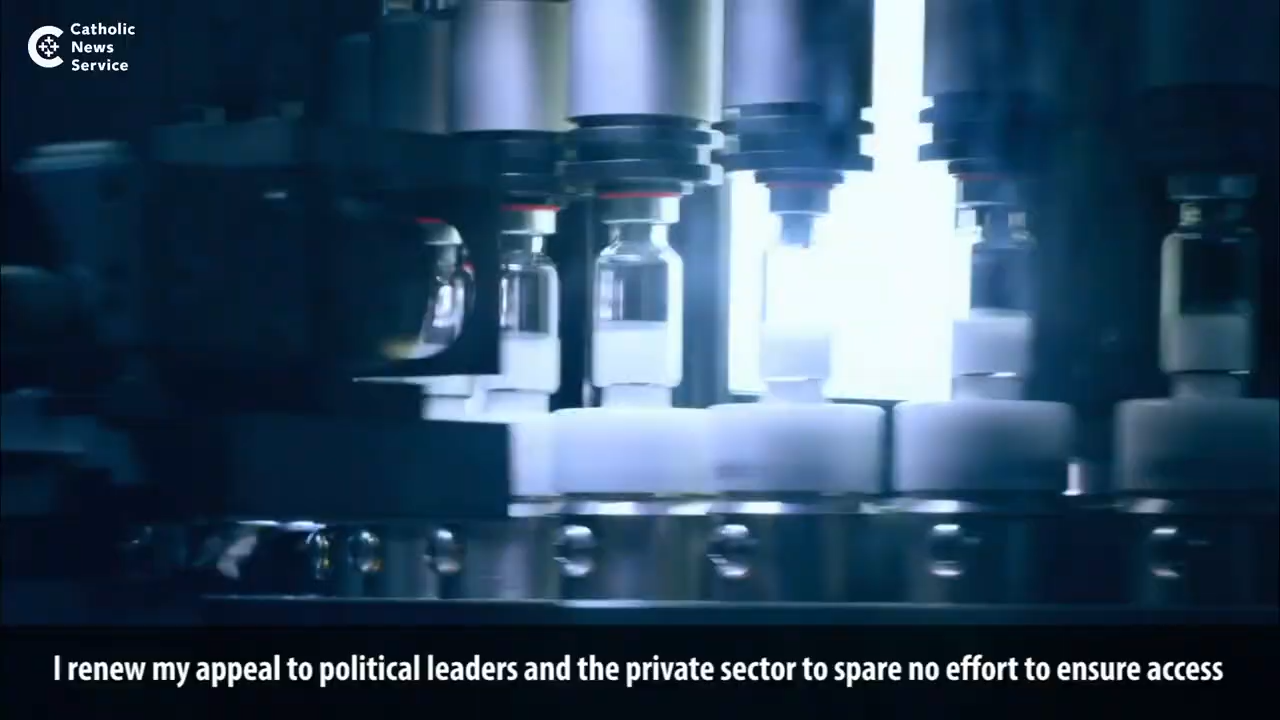 Catholic
News
Service
I renew my appeal to political leaders and the private sector to spare no effort to ensure access